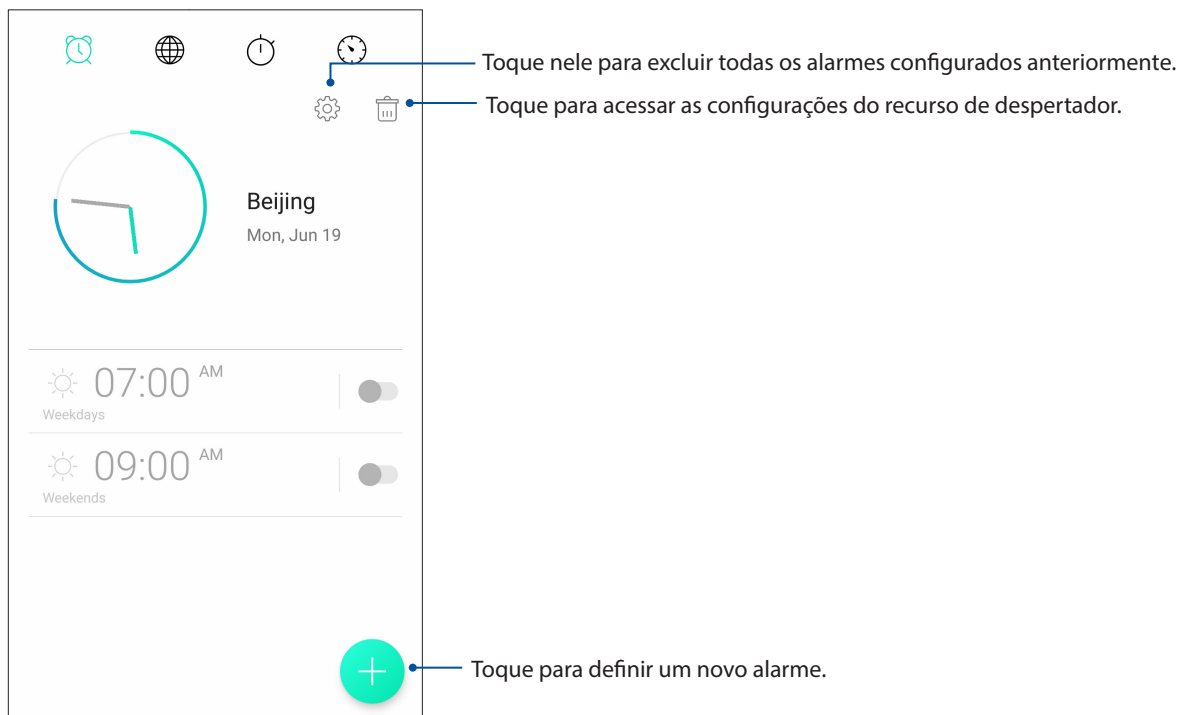 Toque nele para excluir todas os alarmes configurados anteriormente.
Toque para acessar as configurações do recurso de despertador.
Beijing
Mon, Jun 19
07:00 AM
Weekdays
09:00 AM
Weekends
Toque para definir um novo alarme.